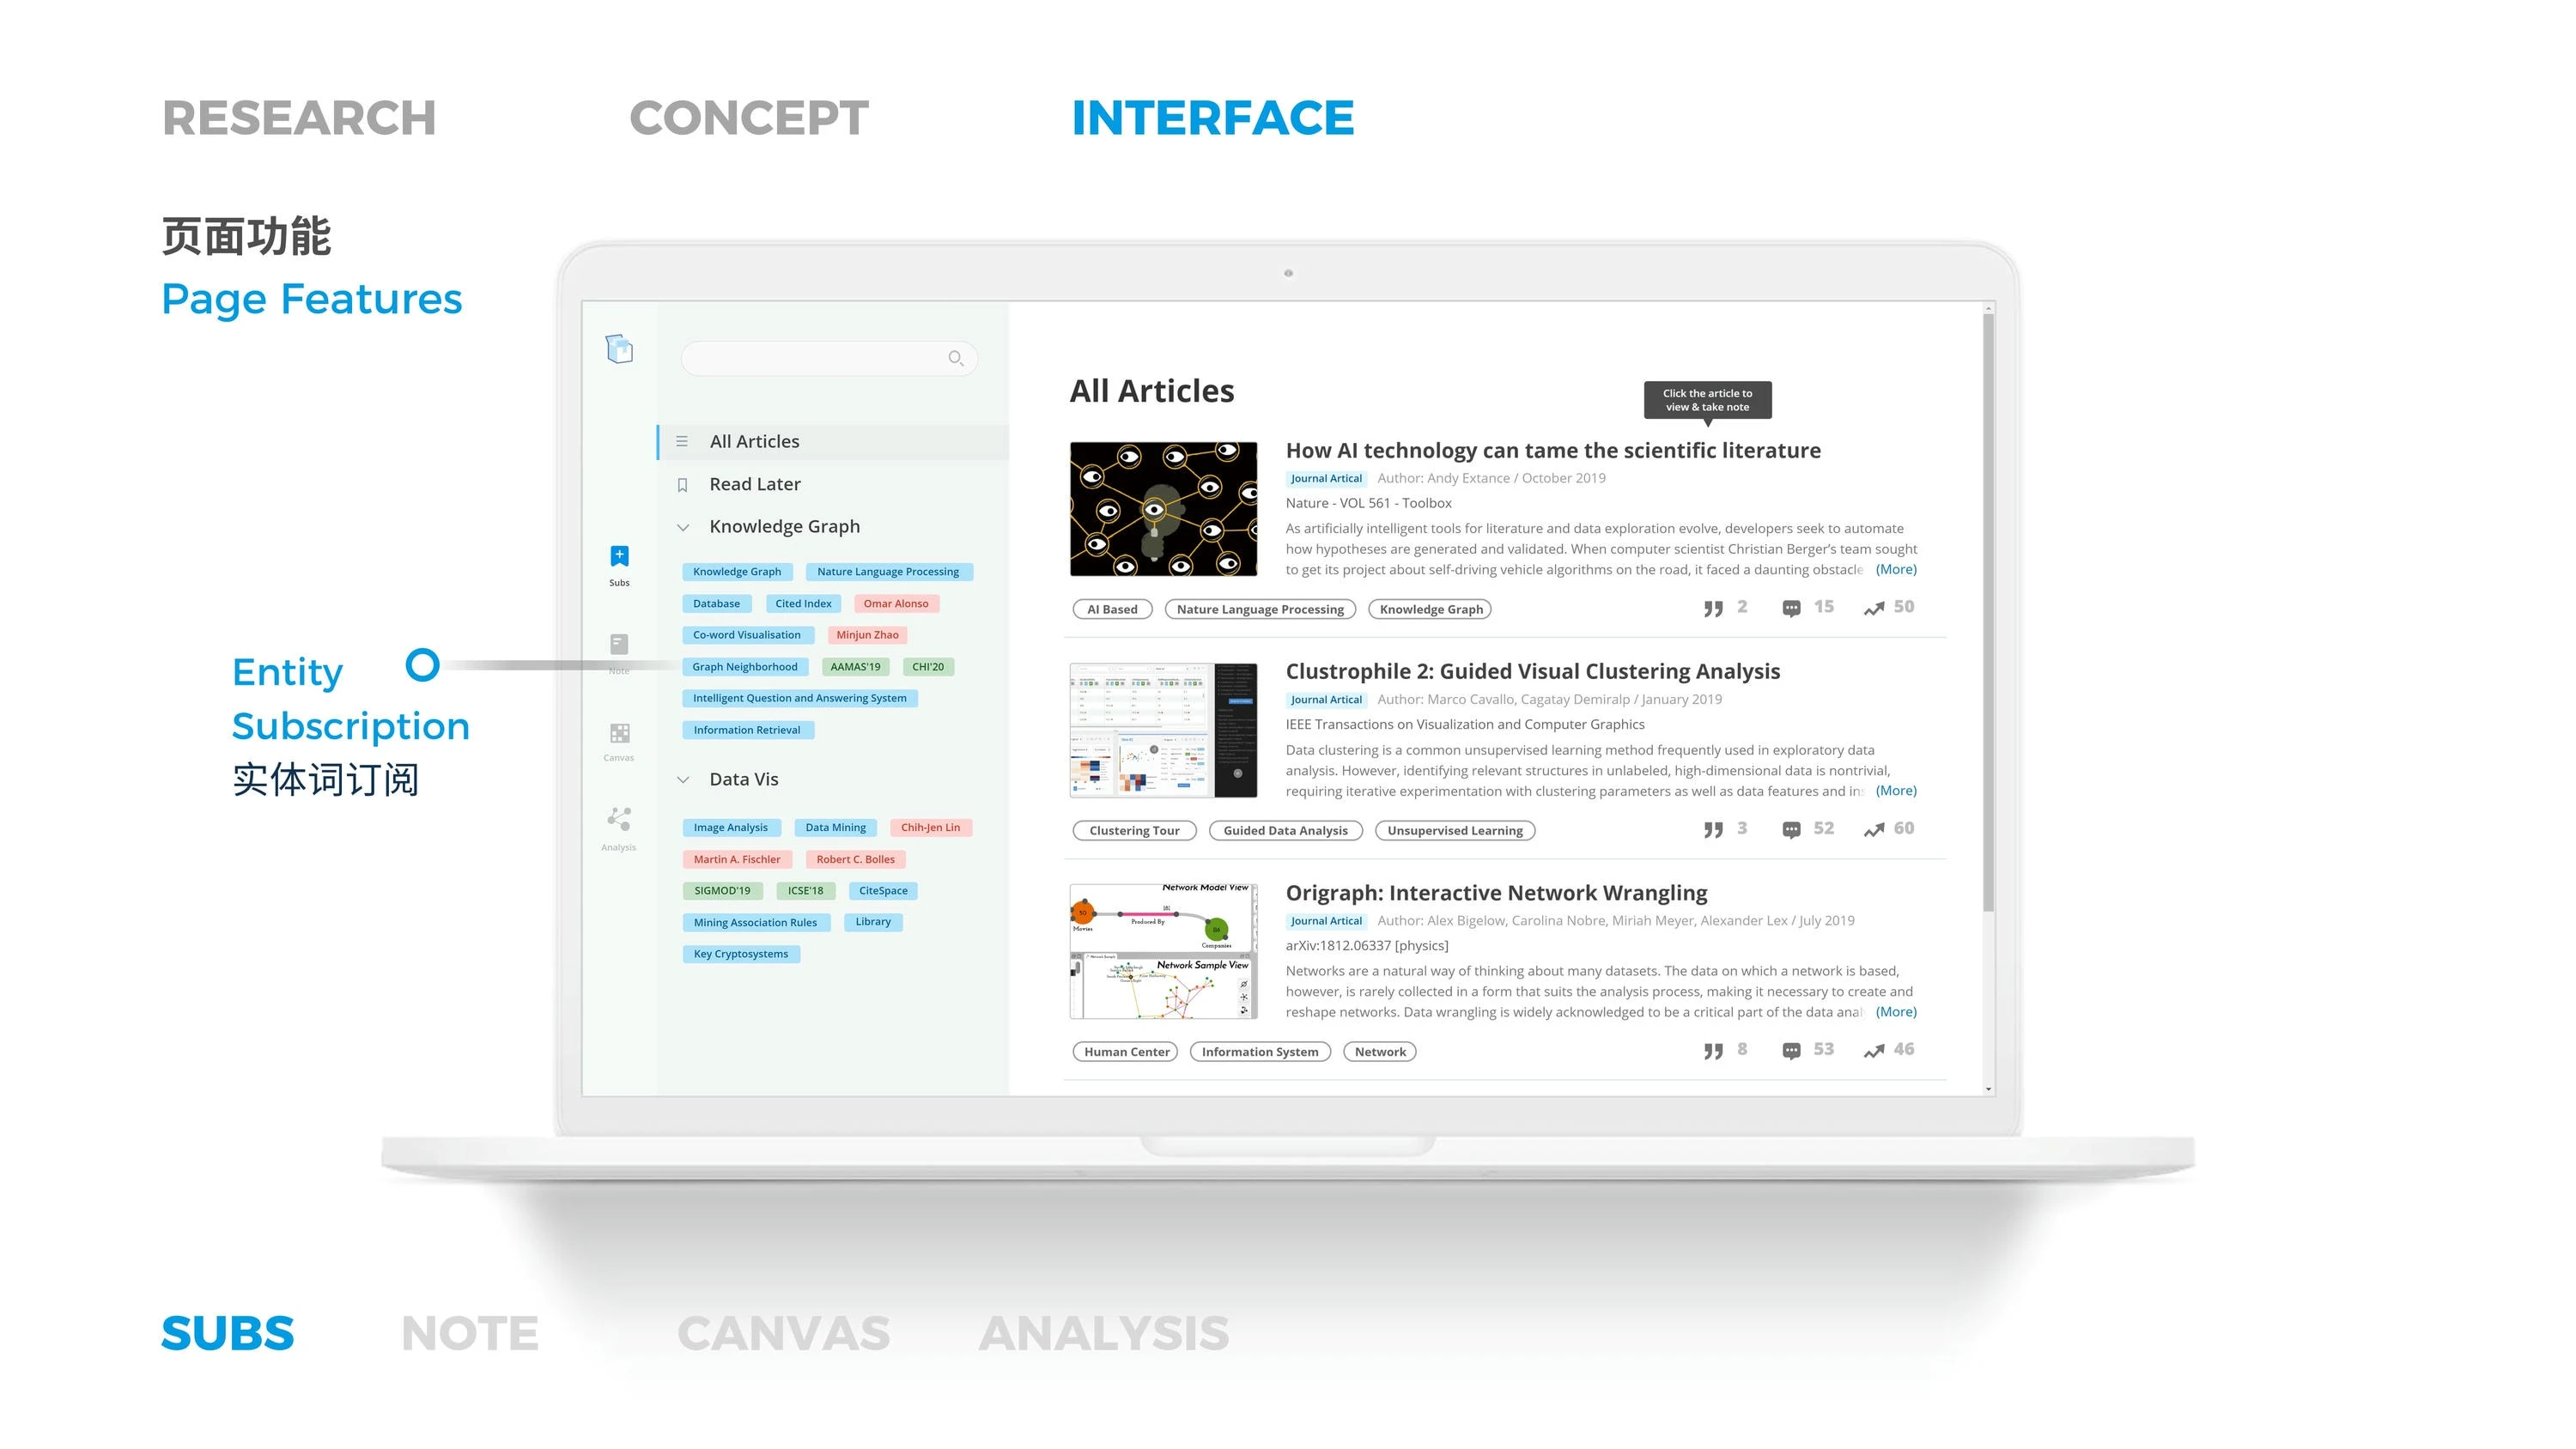 RESEARCH CONCEPT INTERFACE
页面功能
Page Features
Entity
Subscription
实体词订阅
Subs
Note
Canvas
Analysis
All Articles
Read Later
Knowledge Graph
Knowledge Graph Nature Language Processing
Database Cited Index Omar Alonso
Co-word Visualisation Minjun Zhao
Graph Neighborhood AAMAS'19 CHI'20
Intelligent Question and Answering System
Information Retrieval
Data Vis
Image Analysis Data Mining Chih-Jen Lin
Martin A. Fischler Robert C. Bolles
SIGMOD'19 ICSE'18 CiteSpace
Mining Association Rules Library
Key Cryptosystems
All Articles
Click the article to
view & take note
How AI technology can tame the scientific literature
Journal Artical Author: Andy Extance / October 2019
Nature - VOL 561 - Toolbox
As artificially intelligent tools for literature and data exploration evolve, developers seek to automate
how hypotheses are generated and validated. When computer scientist Christian Berger's team sought
to get its project about self-driving vehicle algorithms on the road, it faced a daunting obstacle (More)
AI Based Nature Language Processing Knowledge Graph 2 15 50
Clustrophile 2: Guided Visual Clustering Analysis
Journal Artical Author: Marco Cavallo, Cagatay Demiralp / January 2019
IEEE Transactions on Visualization and Computer Graphics
Data clustering is a common unsupervised learning method frequently used in exploratory data
analysis. However, identifying relevant structures in unlabeled, high-dimensional data is nontrivial,
requiring iterative experimentation with clustering parameters as well as data features and ins (More)
Clustering Tour Guided Data Analysis Unsupervised Learning 3 52 60
Network Model View
Movies
Produced By
Companies
Network Sample View
Origraph: Interactive Network Wrangling
Journal Artical Author: Alex Bigelow, Carolina Nobre, Miriah Meyer, Alexander Lex / July 2019
arXiv:1812.06337 [physics]
Networks are a natural way of thinking about many datasets. The data on which a network is based,
however, is rarely collected in a form that suits the analysis process, making it necessary to create and
reshape networks. Data wrangling is widely acknowledged to be a critical part of the data anal (More)
Human Center Information System Network 8 53 46
SUBS NOTE CANVAS ANALYSIS